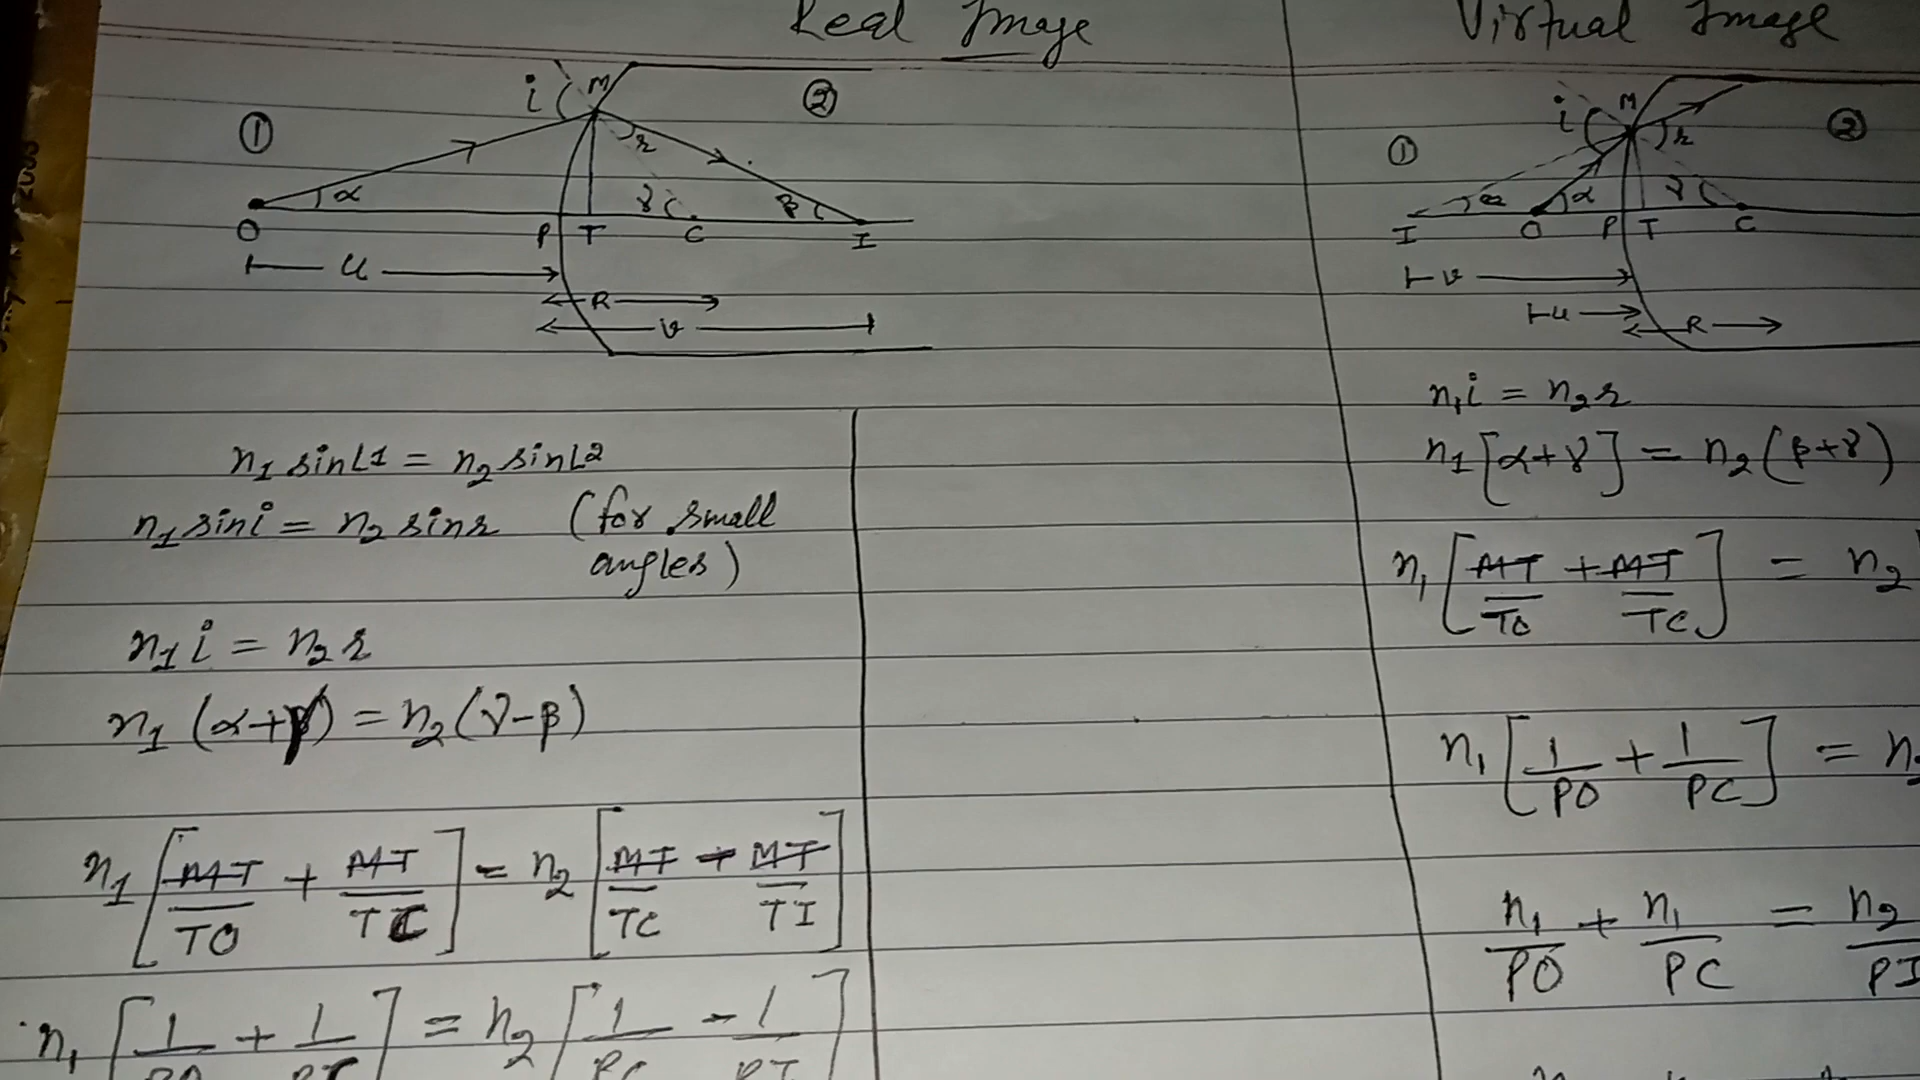 Real Image
i M
① ②
r
α γ β
O P T C I
u
R
v
n1 sin∠1 = n2 sin∠2
n1 sini = n2 sinr (for small
angles)
n1 i = n2 r
n1 (α+γ) = n2 (γ-β)
n1 [MT/TO + MT/TC] = n2 [MT/TC - MT/TI]
n1 [1/PO + 1/PC] = n2 [1/PC - 1/PI]
Virtual Image
i M
① ②
r
α γ
I O P T C
v
u
R
n1i = n2r
n1 [α+γ] = n2 (β+γ)
n1 [MT/TO + MT/TC] = n2
n1 [1/PO + 1/PC] = n2
n1/PO + n1/PC = n2/PI